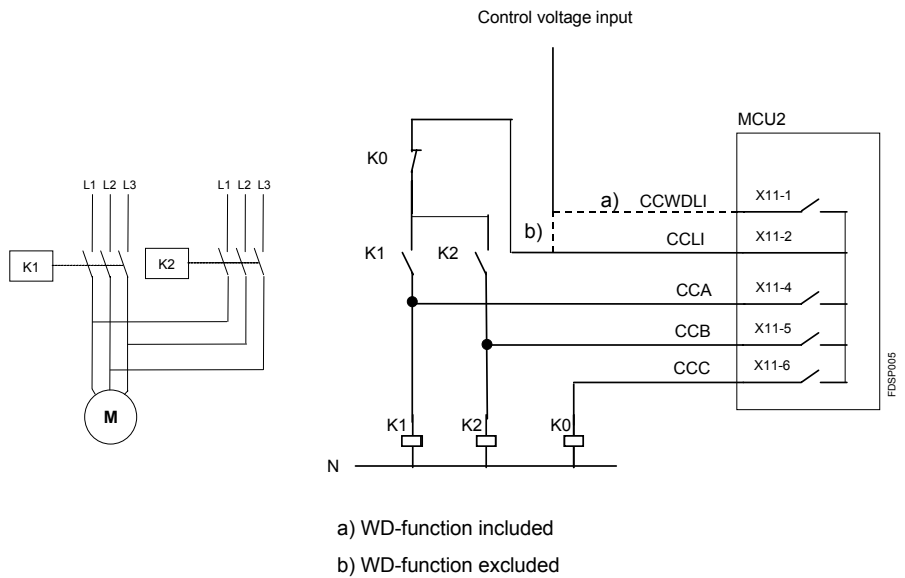 Control voltage input
MCU2
K0
L1 L2 L3
L1 L2 L3
a) CCWDLI X11-1
b)
K1 K2 CCLI X11-2
K1
K2
CCA X11-4
CCB X11-5
CCC X11-6
FDSP005
M
K1 K2 K0
N
a) WD-function included
b) WD-function excluded